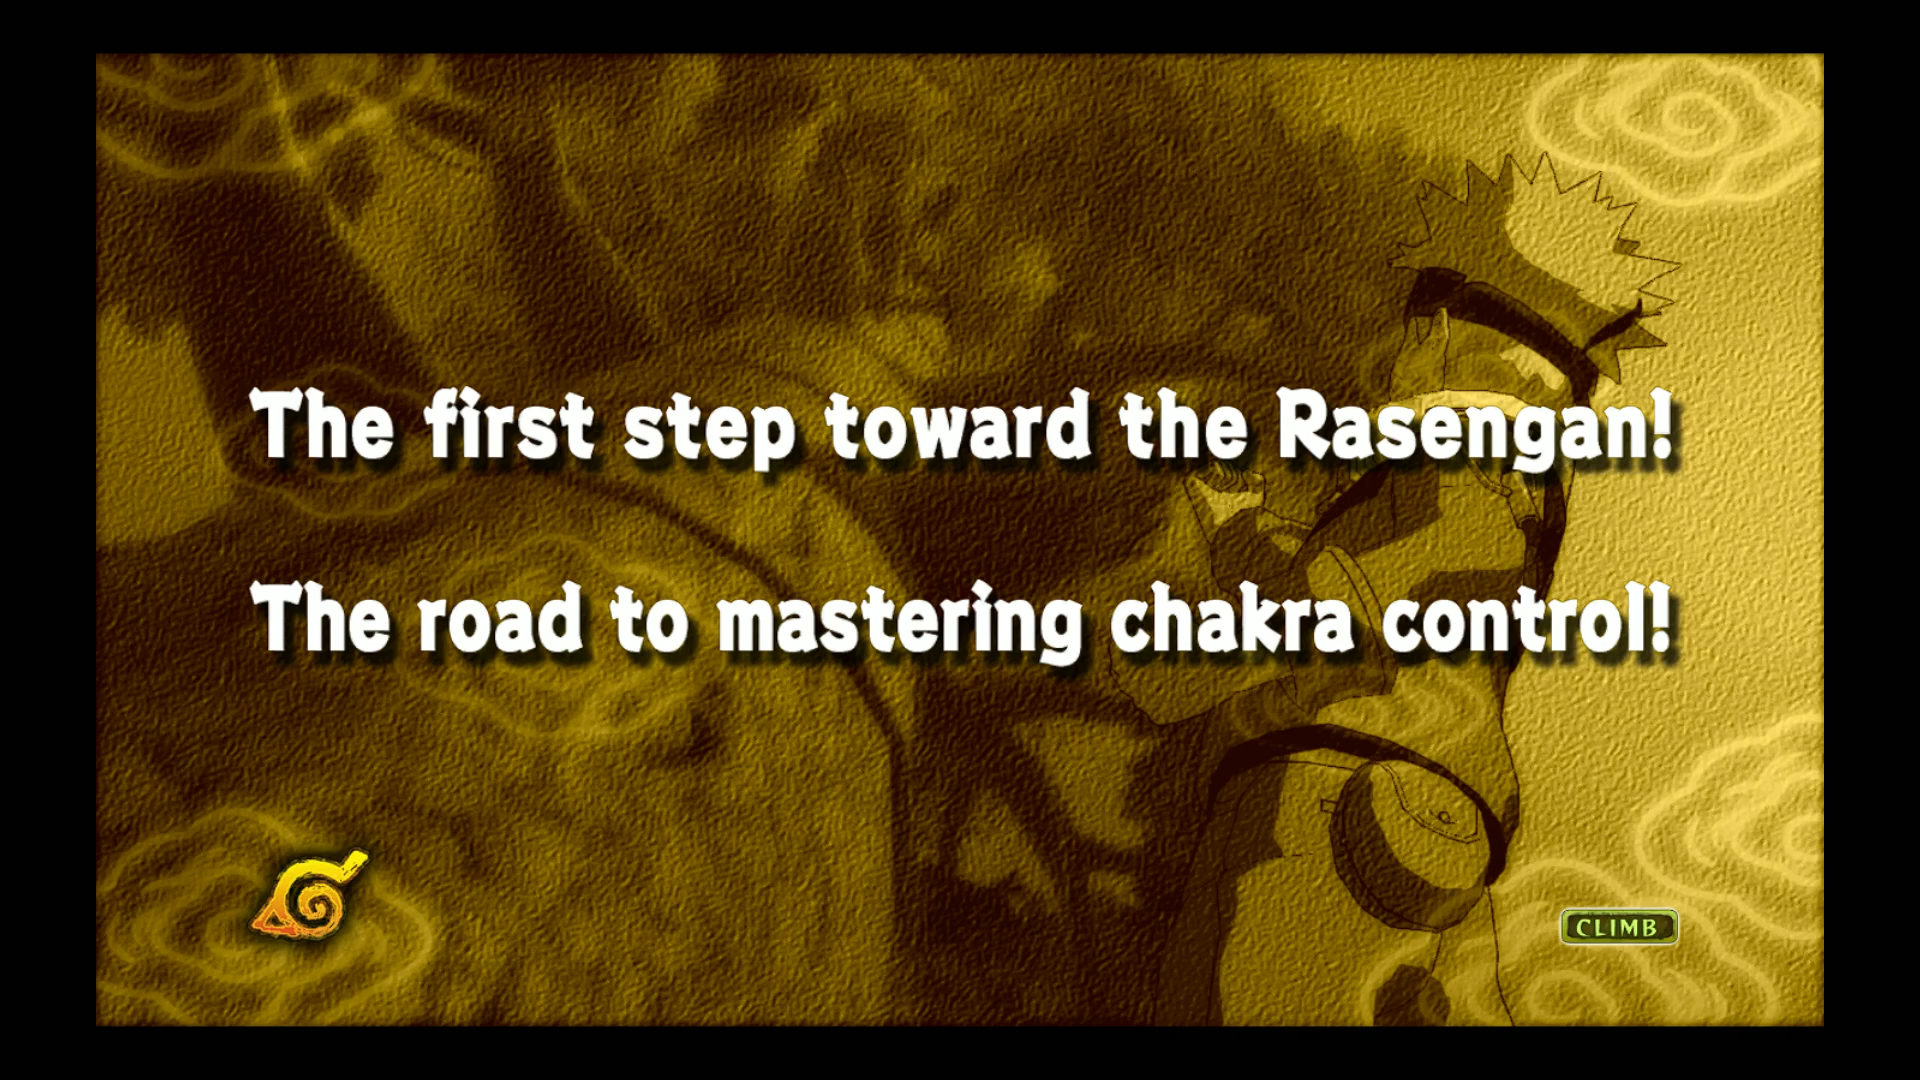 The first step toward the Rasengan!
The road to mastering chakra control!
CLIMB